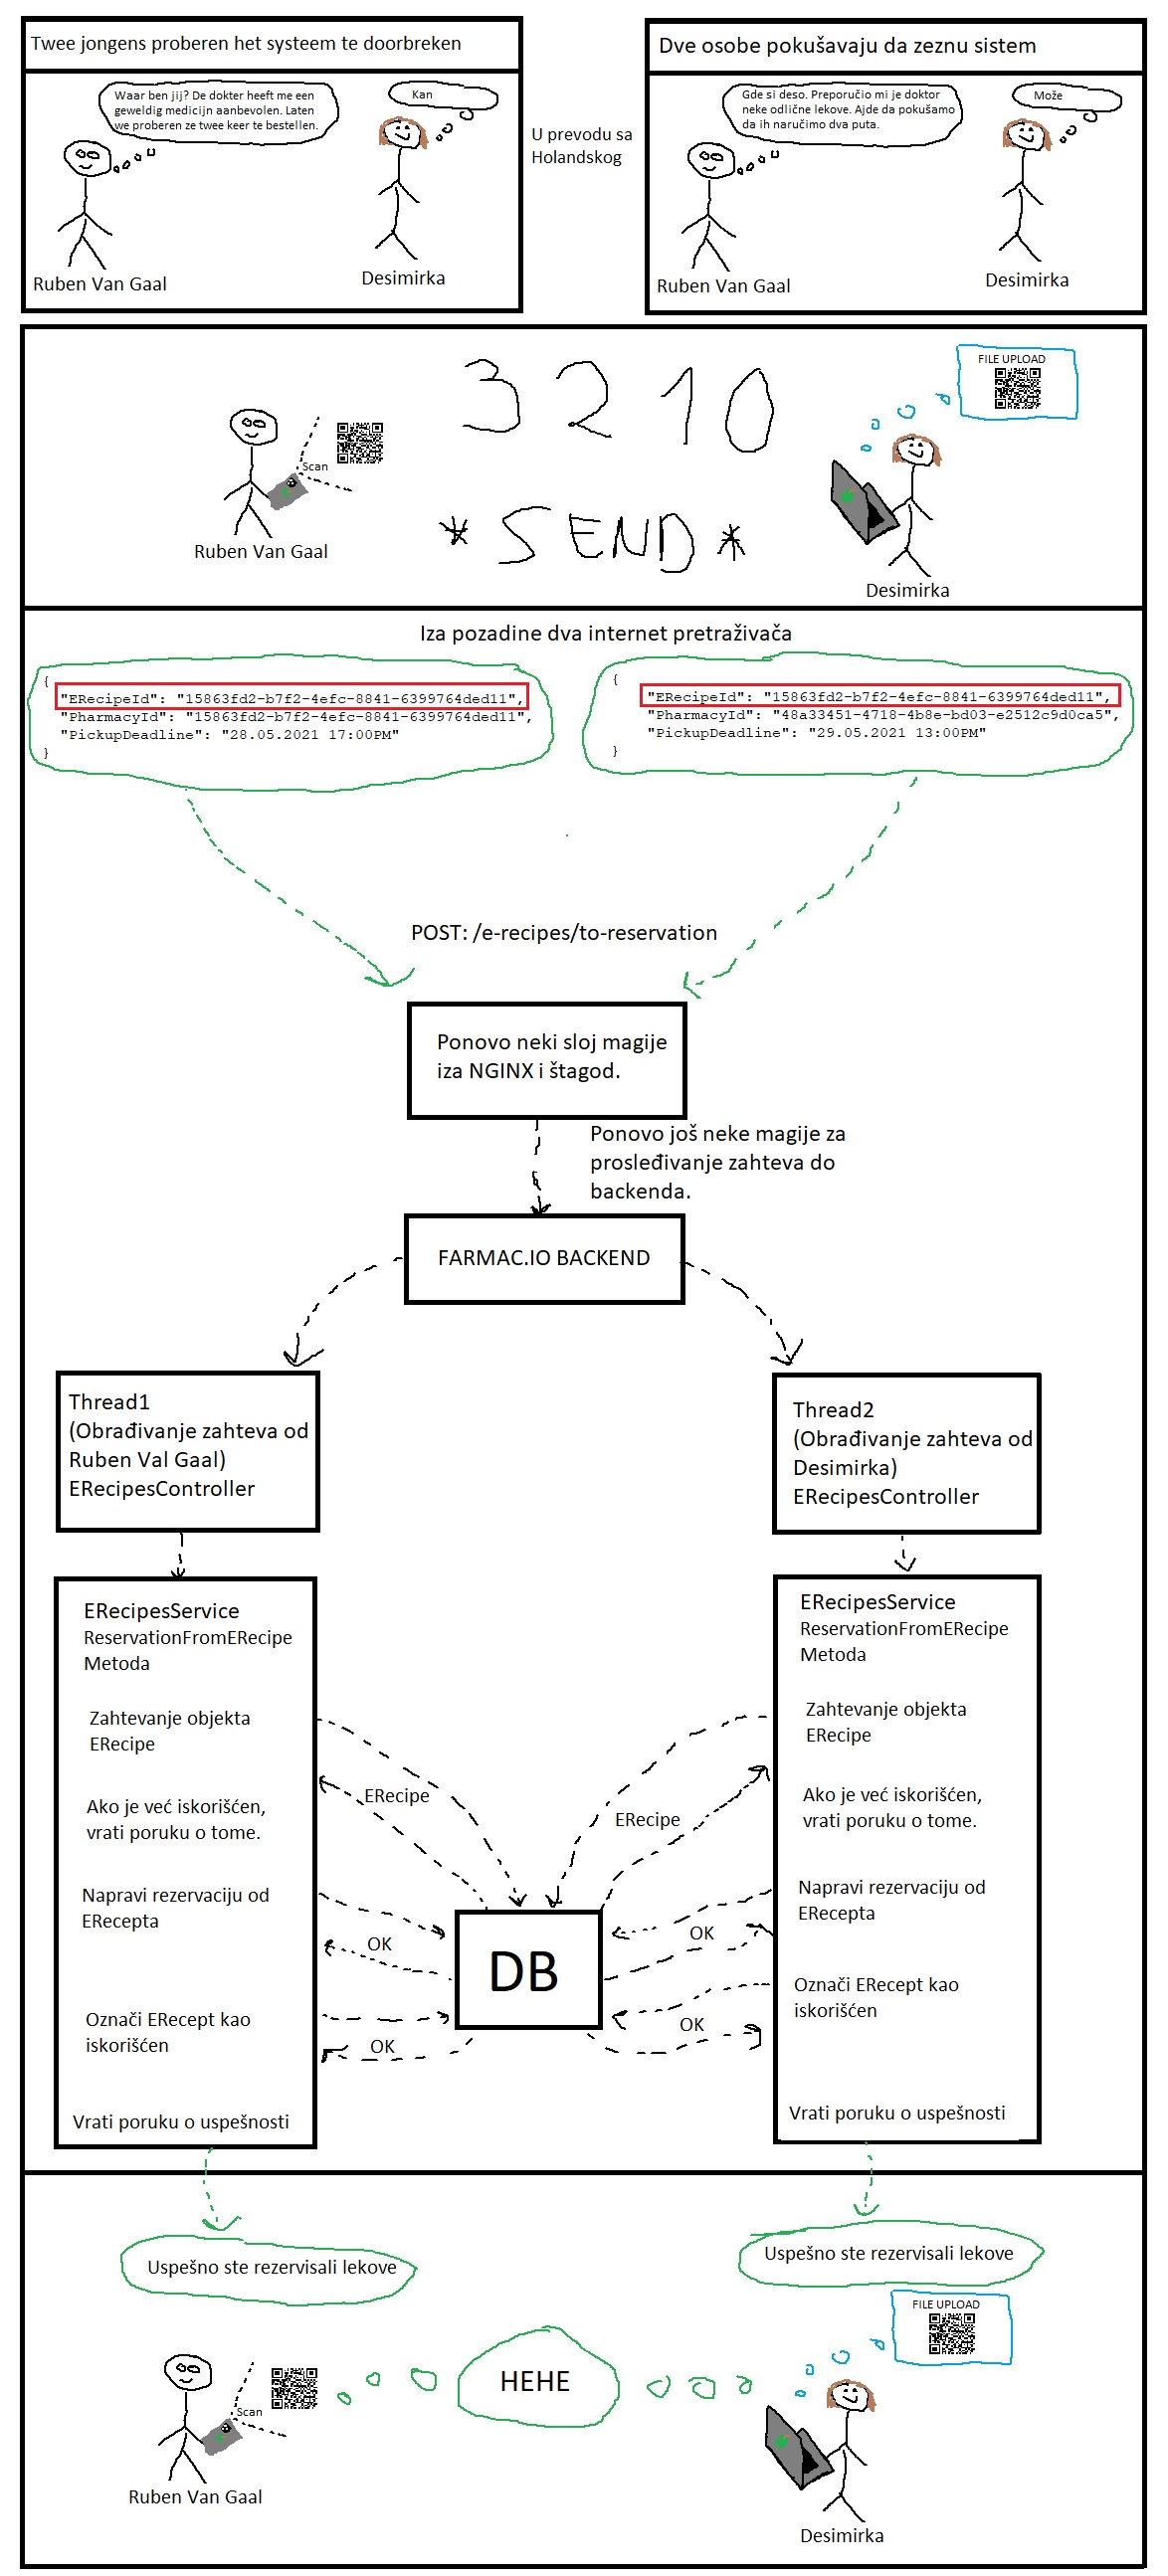 Twee jongens proberen het systeem te doorbreken
Waar ben jij? De dokter heeft me een
geweldig medicijn aanbevolen. Laten
we proberen ze twee keer te bestellen.
Kan
Ruben Van Gaal
Desimirka
U prevodu sa
Holandskog
Dve osobe pokušavaju da zeznu sistem
Gde si deso. Preporučio mi je doktor
neke odlične lekove. Ajde da pokušamo
da ih naručimo dva puta.
Može
Ruben Van Gaal
Desimirka
3 2 1 0
* SEND *
Scan
Ruben Van Gaal
FILE UPLOAD
Desimirka
Iza pozadine dva internet pretraživača
{
"ERecipeId": "15863fd2-b7f2-4efc-8841-6399764ded11",
"PharmacyId": "15863fd2-b7f2-4efc-8841-6399764ded11",
"PickupDeadline": "28.05.2021 17:00PM"
}
{
"ERecipeId": "15863fd2-b7f2-4efc-8841-6399764ded11",
"PharmacyId": "48a33451-4718-4b8e-bd03-e2512c9d0ca5",
"PickupDeadline": "29.05.2021 13:00PM"
}
POST: /e-recipes/to-reservation
Ponovo neki sloj magije
iza NGINX i štagod.
Ponovo još neke magije za
prosleđivanje zahteva do
backenda.
FARMAC.IO BACKEND
Thread1
(Obrađivanje zahteva od
Ruben Val Gaal)
ERecipesController
Thread2
(Obrađivanje zahteva od
Desimirka)
ERecipesController
ERecipesService
ReservationFromERecipe
Metoda
Zahtevanje objekta
ERecipe
Ako je već iskorišćen,
vrati poruku o tome.
Napravi rezervaciju od
ERecepta
Označi ERecept kao
iskorišćen
Vrati poruku o uspešnosti
ERecipe
OK
OK
DB
ERecipe
OK
OK
ERecipesService
ReservationFromERecipe
Metoda
Zahtevanje objekta
ERecipe
Ako je već iskorišćen,
vrati poruku o tome.
Napravi rezervaciju od
ERecepta
Označi ERecept kao
iskorišćen
Vrati poruku o uspešnosti
Uspešno ste rezervisali lekove
Uspešno ste rezervisali lekove
FILE UPLOAD
HEHE
Scan
Ruben Van Gaal
Desimirka